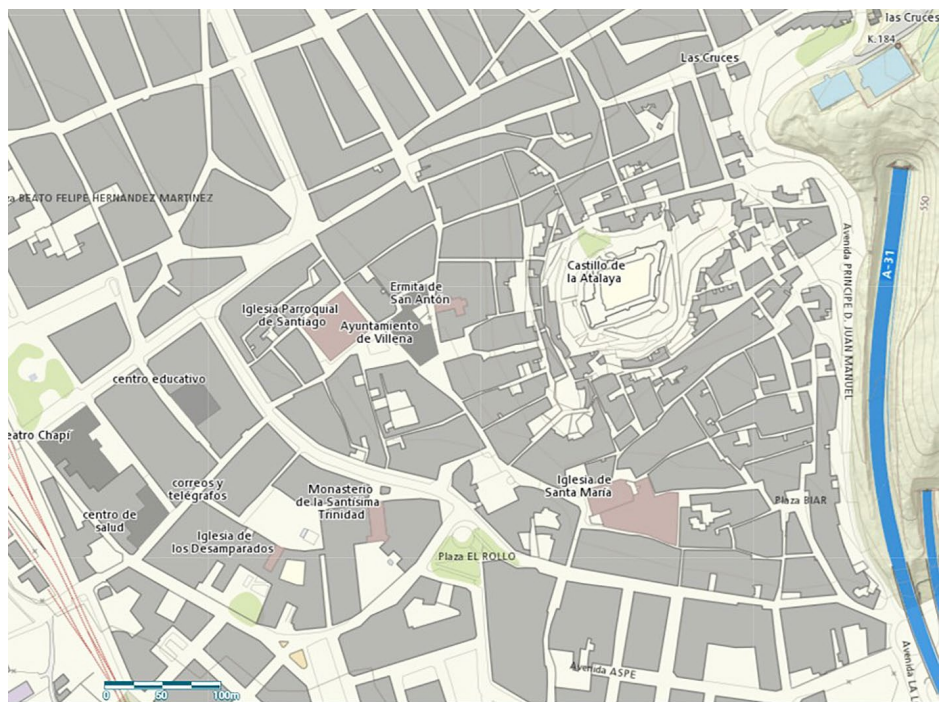 las Cruces
K.184
Las Cruces
a BEATO FELIPE HERNANDEZ MARTINEZ
550
A-31
Avenida PRINCIPE D. JUAN MANUEL
Castillo de
la Atalaya
Ermita de
San Antón
Iglesia Parroquial
de Santiago
Ayuntamiento
de Villena
centro educativo
eatro Chapí
correos y
telégrafos
Monasterio
de la Santísima
Trinidad
Iglesia de
Santa María
Plaza BIAR
centro de
salud
Iglesia de
los Desamparados
Plaza EL ROLLO
Avenida ASPE
Avenida LA L
0 50 100m